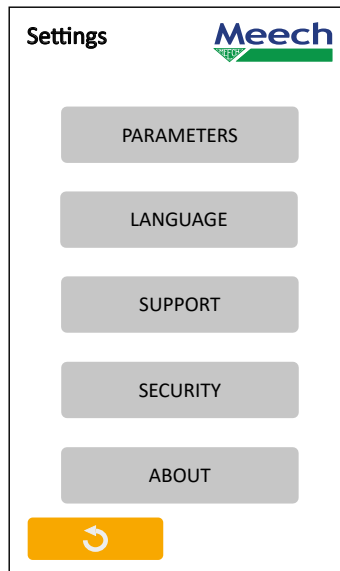 Settings
Meech
PARAMETERS
LANGUAGE
SUPPORT
SECURITY
ABOUT